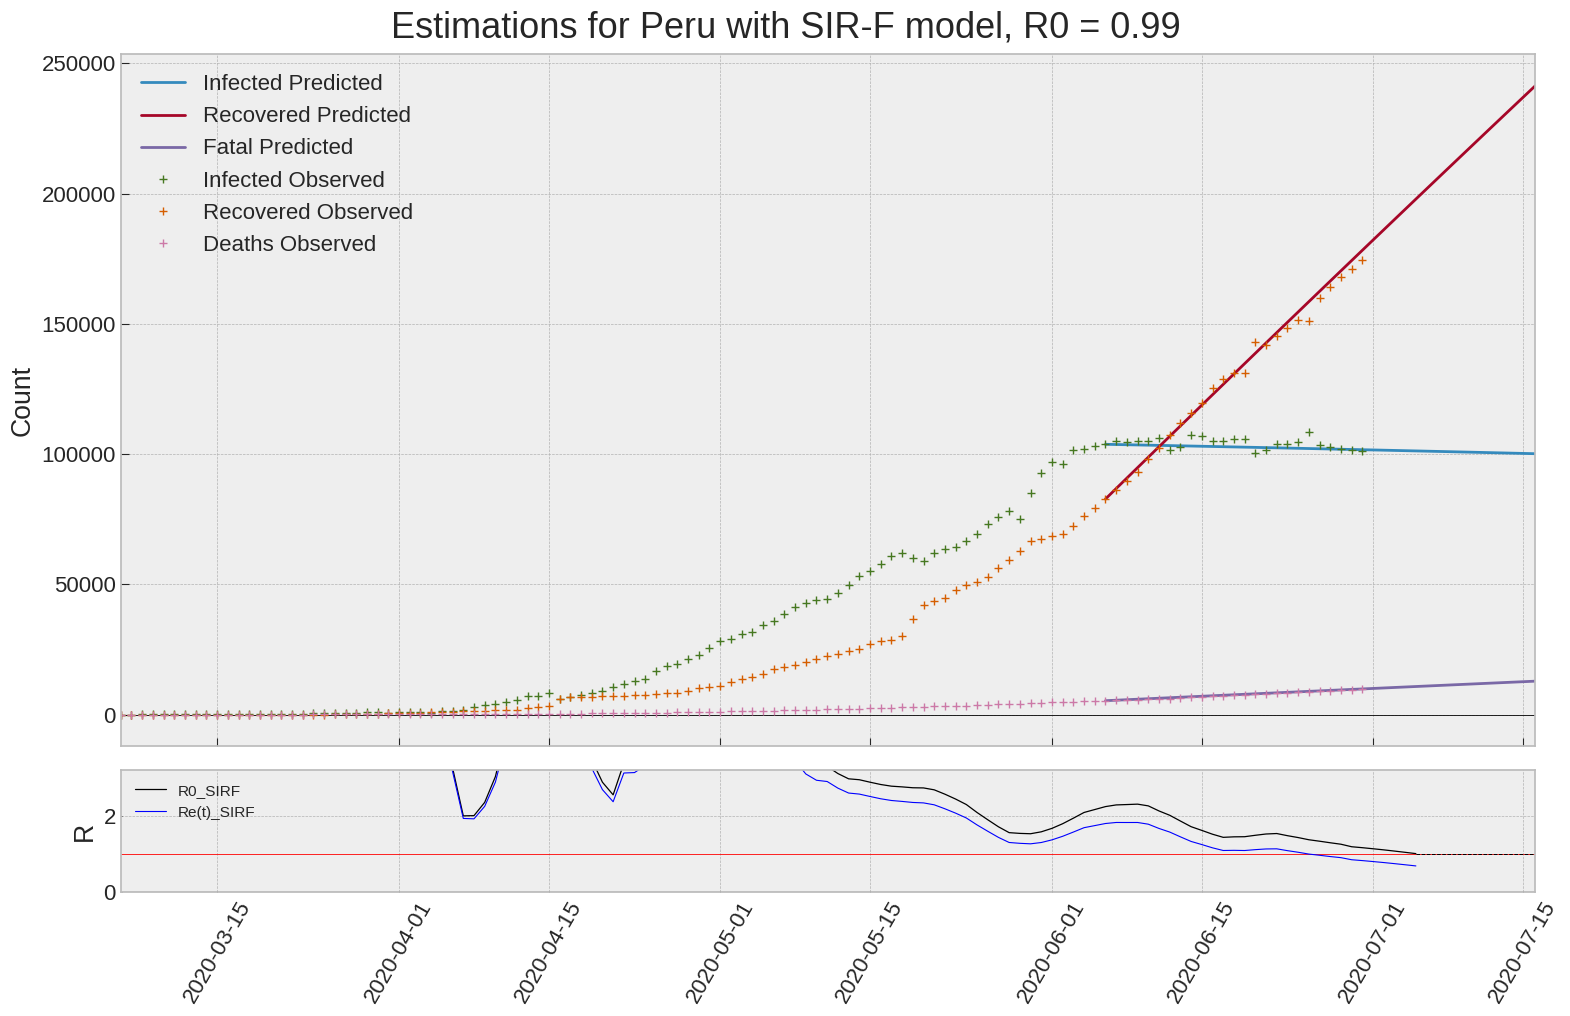 Estimations for Peru with SIR-F model, R0 = 0.99
250000
200000
150000
100000
50000
0
Count
Infected Predicted
Recovered Predicted
Fatal Predicted
Infected Observed
Recovered Observed
Deaths Observed
R0_SIRF
Re(t)_SIRF
2
0
R
2020-03-15
2020-04-01
2020-04-15
2020-05-01
2020-05-15
2020-06-01
2020-06-15
2020-07-01
2020-07-15